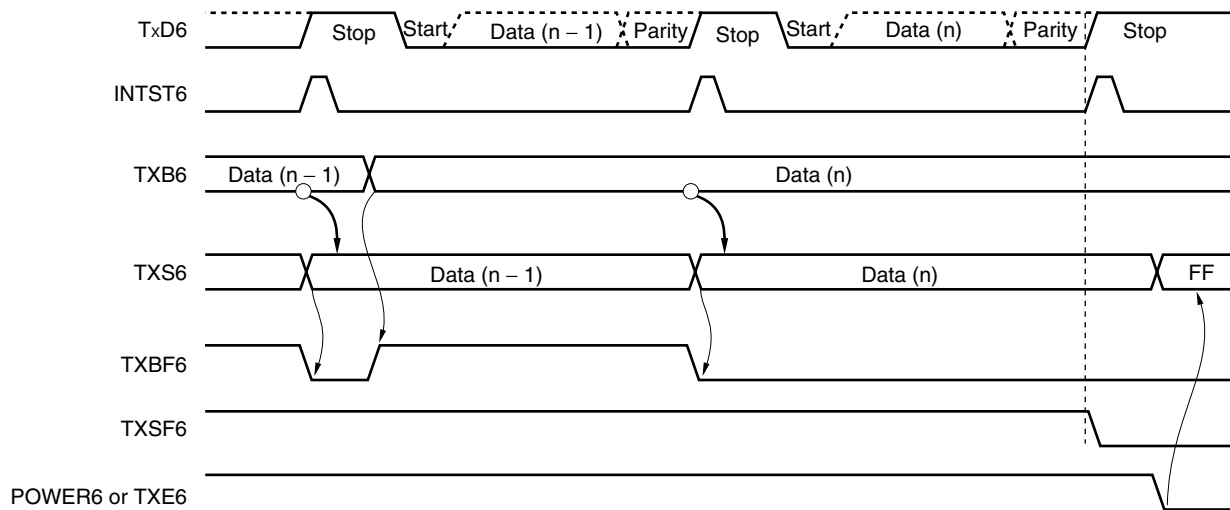 TxD6 Stop Start Data (n – 1) Parity Stop Start Data (n) Parity Stop
INTST6
TXB6 Data (n – 1) Data (n)
TXS6 Data (n – 1) Data (n) FF
TXBF6
TXSF6
POWER6 or TXE6